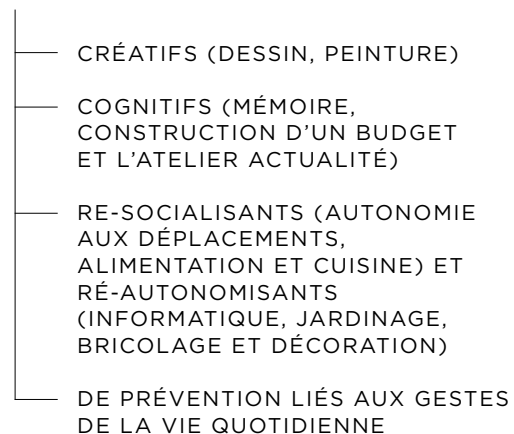 CRÉATIFS (DESSIN, PEINTURE)
COGNITIFS (MÉMOIRE,
CONSTRUCTION D'UN BUDGET
ET L'ATELIER ACTUALITÉ)
RE-SOCIALISANTS (AUTONOMIE
AUX DÉPLACEMENTS,
ALIMENTATION ET CUISINE) ET
RÉ-AUTONOMISANTS
(INFORMATIQUE, JARDINAGE,
BRICOLAGE ET DÉCORATION)
DE PRÉVENTION LIÉS AUX GESTES
DE LA VIE QUOTIDIENNE